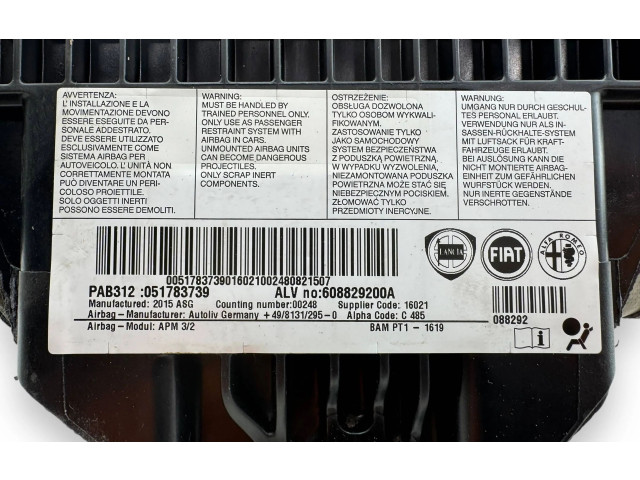 AVVERTENZA:
L' INSTALLAZIONE E LA
MOVIMENTAZIONE DEVONO
ESSERE ESEGUITE DA PER-
SONALE ADDESTRATO.
DEVE ESSERE UTILIZZATO
ESCLUSIVAMENTE COME
SISTEMA AIRBAG PER
AUTOVEICOLO. L' UNITÀ NON
CORRETTAMENTE MONTATA
PUÒ DIVENTARE UN PERI-
COLOSO PROIETTILE.
SOLO OGGETTI INERTI
POSSONO ESSERE DEMOLITI.
WARNING:
MUST BE HANDLED BY
TRAINED PERSONNEL ONLY.
ONLY USE AS PASSENGER
RESTRAINT SYSTEM WITH
AIRBAG IN CARS.
UNMOUNTED AIRBAG UNITS
CAN BECOME DANGEROUS
PROJECTILES.
ONLY SCRAP INERT
COMPONENTS.
OSTRZEŻENIE:
OBSŁUGA DOZWOLONA
TYLKO OSOBOM WYKWALI-
FIKOWANYM.
ZASTOSOWANIE TYLKO
JAKO SAMOCHODOWY
SYSTEM BEZPIECZEŃSTWA
Z PODUSZKĄ POWIETRZNĄ.
W WYPADKU WYZWOLENIA,
NIEZAMONTOWANA PODUSZKA
POWIETRZNA MOŻE STAĆ SIĘ
NIEBEZPIECZNYM POCISKIEM.
ZŁOMOWAĆ TYLKO
PRZEDMIOTY INERCYJNE.
WARNUNG:
UMGANG NUR DURCH GESCHUL-
TES PERSONAL ERLAUBT.
VERWENDUNG NUR ALS IN-
SASSEN-RÜCKHALTE-SYSTEM
MIT LUFTSACK FÜR KRAFT-
FAHRZEUGE ERLAUBT.
BEI AUSLÖSUNG KANN DIE
NICHT MONTIERTE AIRBAG-
EINHEIT ZUM GEFÄHRLICHEN
WURFSTÜCK WERDEN.
NUR INERTE GEGENSTÄNDE
VERSCHROTTEN.
00517837390160210024808​21507
LANCIA
FIAT
ALFA ROMEO
PAB312 :051783739 ALV no:608829200A
Manufactured: 2015 ASG Counting number:00248 Supplier Code: 16021
Airbag - Manufacturer: Autoliv Germany +49/8131/295-0 Alpha Code: C 485
Airbag - Modul: APM 3/2 BAM PT1 - 1619
088292
i